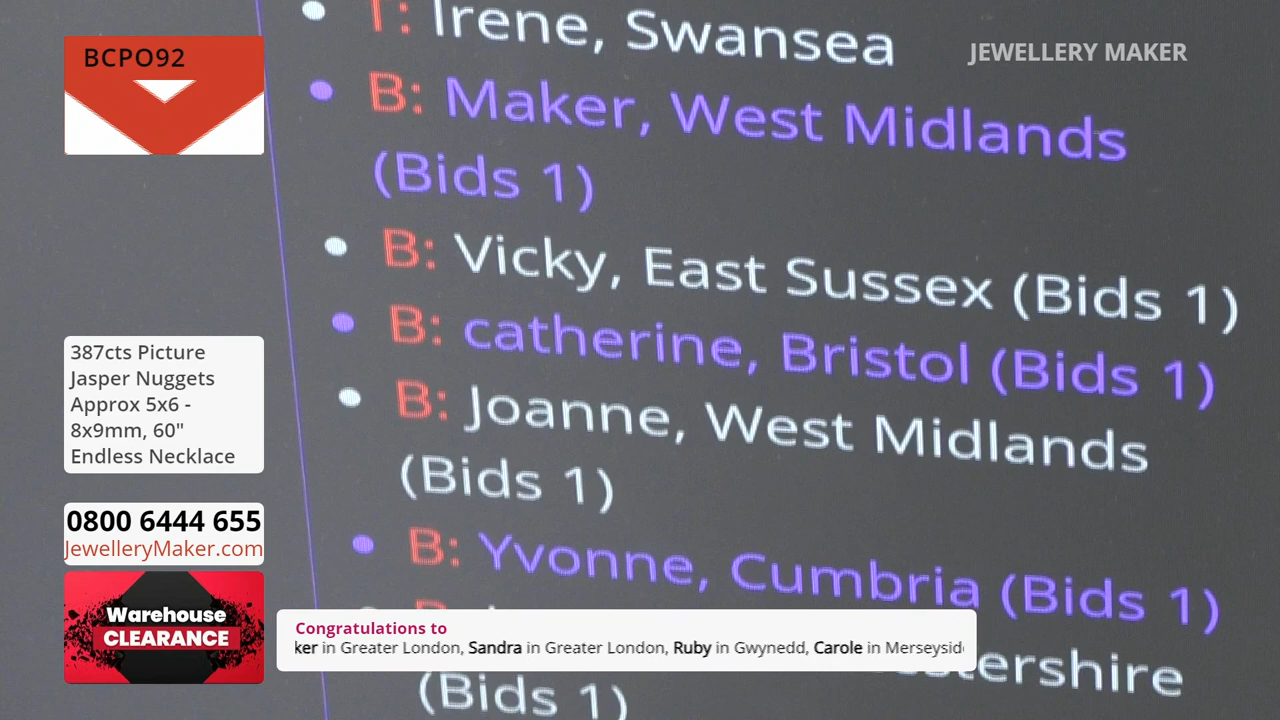 BCPO92
JEWELLERY MAKER
T: Irene, Swansea
B: Maker, West Midlands
(Bids 1)
B: Vicky, East Sussex (Bids 1)
B: catherine, Bristol (Bids 1)
B: Joanne, West Midlands
(Bids 1)
B: Yvonne, Cumbria (Bids 1)
(Bids 1)
387cts Picture
Jasper Nuggets
Approx 5x6 -
8x9mm, 60"
Endless Necklace
0800 6444 655
JewelleryMaker.com
Warehouse
CLEARANCE
Congratulations to
in Greater London, Sandra in Greater London, Ruby in Gwynedd, Carole in